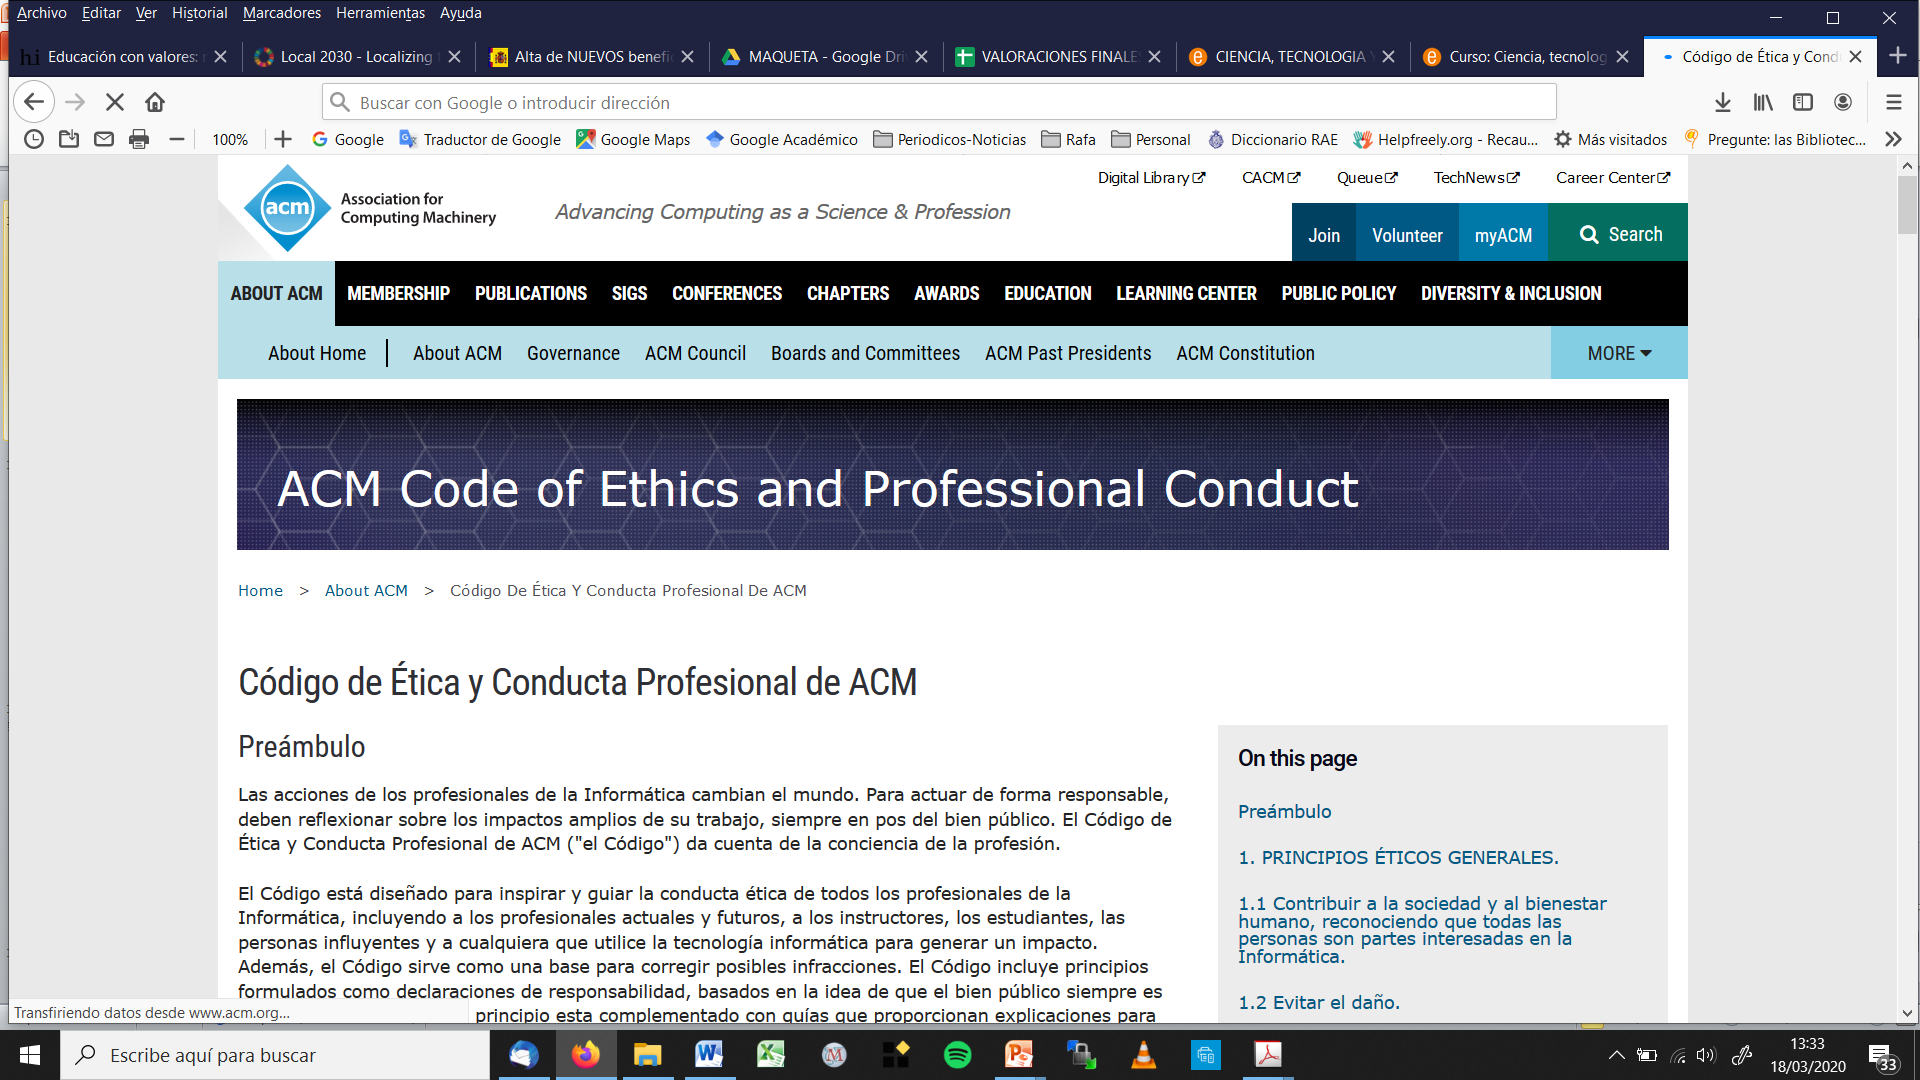 Archivo Editar Ver Historial Marcadores Herramientas Ayuda
hi Educación con valores: Local 2030 - Localizing Alta de NUEVOS benefi MAQUETA - Google Dri VALORACIONES FINALE CIENCIA, TECNOLOGIA Y Curso: Ciencia, tecnolog Código de Ética y Cond
Buscar con Google o introducir dirección
100% Google Traductor de Google Google Maps Google Académico Periodicos-Noticias Rafa Personal Diccionario RAE Helpfreely.org - Recau... Más visitados Pregunte: las Bibliotec...
Digital Library CACM Queue TechNews Career Center
acm Association for
Computing Machinery
Advancing Computing as a Science & Profession
Join Volunteer myACM Search
ABOUT ACM MEMBERSHIP PUBLICATIONS SIGS CONFERENCES CHAPTERS AWARDS EDUCATION LEARNING CENTER PUBLIC POLICY DIVERSITY & INCLUSION
About Home About ACM Governance ACM Council Boards and Committees ACM Past Presidents ACM Constitution MORE
ACM Code of Ethics and Professional Conduct
Home > About ACM > Código De Ética Y Conducta Profesional De ACM
Código de Ética y Conducta Profesional de ACM
Preámbulo
Las acciones de los profesionales de la Informática cambian el mundo. Para actuar de forma responsable,
deben reflexionar sobre los impactos amplios de su trabajo, siempre en pos del bien público. El Código de
Ética y Conducta Profesional de ACM ("el Código") da cuenta de la conciencia de la profesión.
El Código está diseñado para inspirar y guiar la conducta ética de todos los profesionales de la
Informática, incluyendo a los profesionales actuales y futuros, a los instructores, los estudiantes, las
personas influyentes y a cualquiera que utilice la tecnología informática para generar un impacto.
Además, el Código sirve como una base para corregir posibles infracciones. El Código incluye principios
formulados como declaraciones de responsabilidad, basados en la idea de que el bien público siempre es
principio esta complementado con guías que proporcionan explicaciones para
On this page
Preámbulo
1. PRINCIPIOS ÉTICOS GENERALES.
1.1 Contribuir a la sociedad y al bienestar
humano, reconociendo que todas las
personas son partes interesadas en la
Informática.
1.2 Evitar el daño.
Transfiriendo datos desde www.acm.org...
Escribe aquí para buscar
13:33
18/03/2020
33